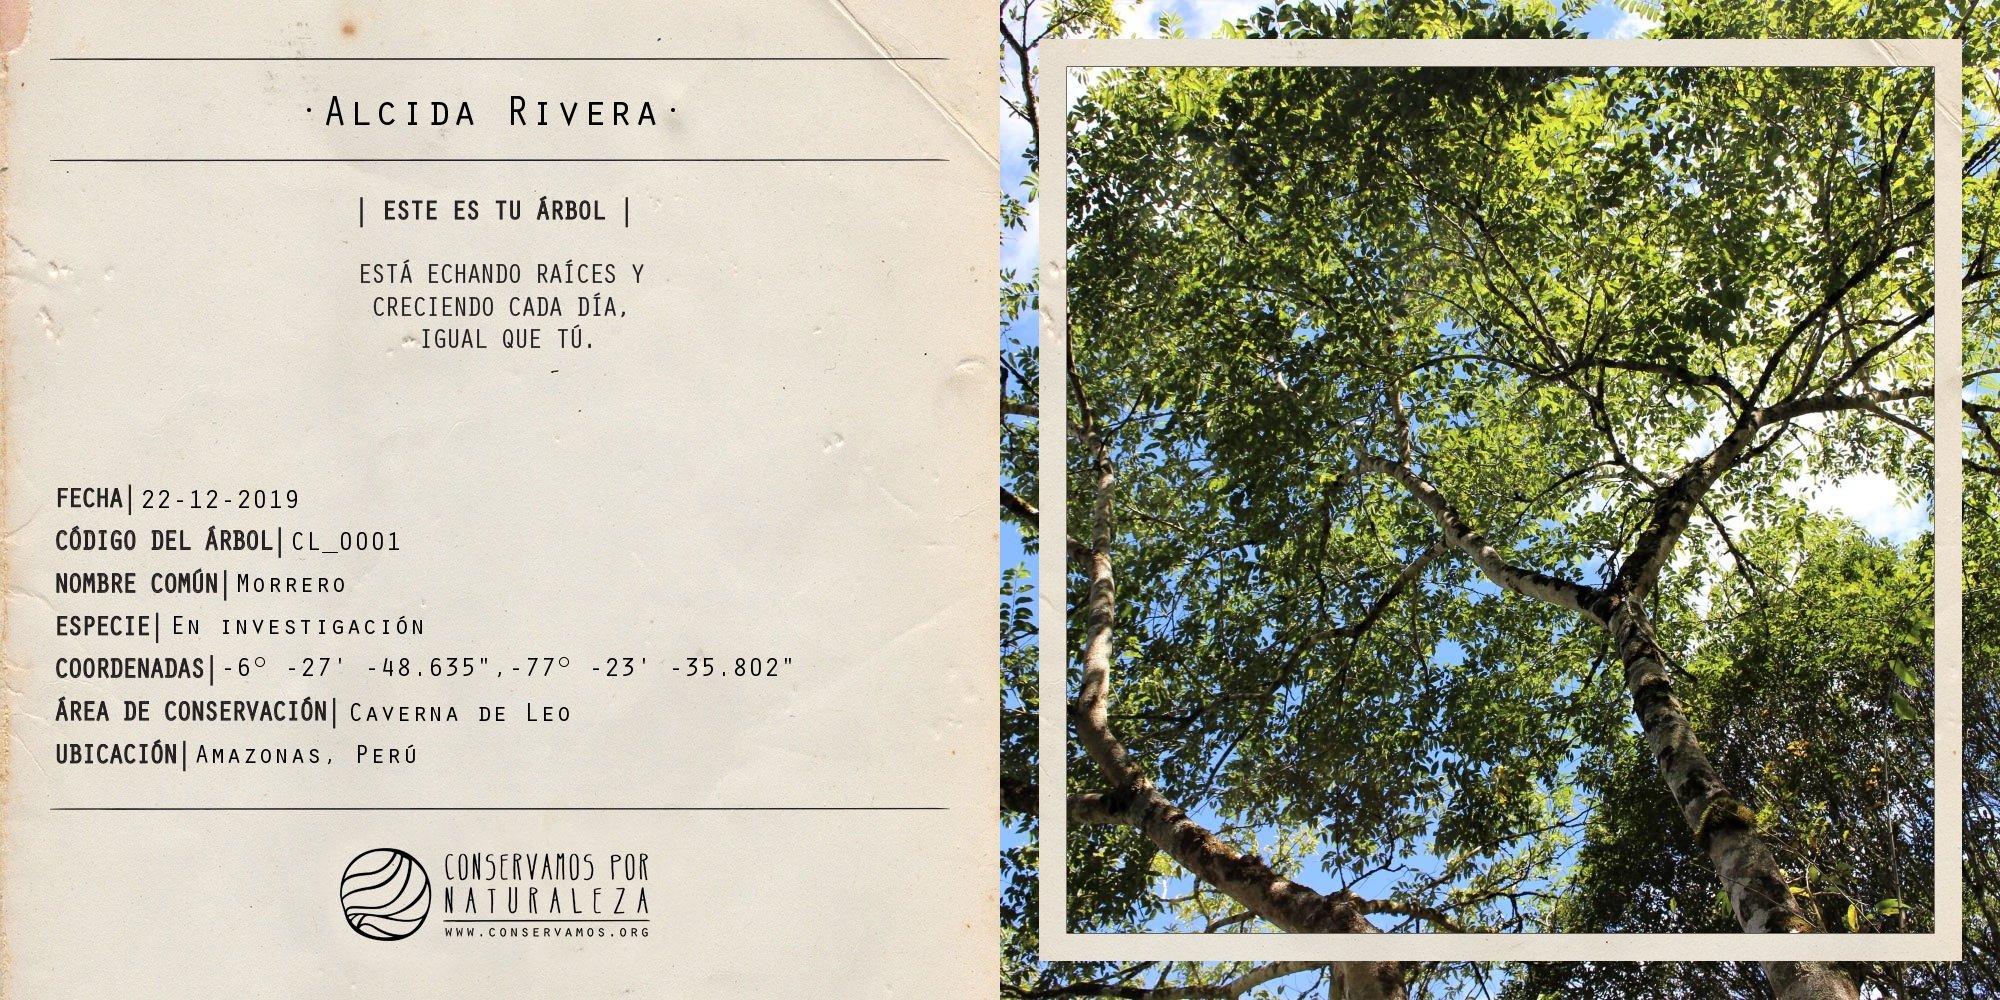 ·Alcida Rivera·
| ESTE ES TU ÁRBOL |
ESTÁ ECHANDO RAÍCES Y
CRECIENDO CADA DÍA,
IGUAL QUE TÚ.
FECHA| 22-12-2019
CÓDIGO DEL ÁRBOL| CL_0001
NOMBRE COMÚN| Morrero
ESPECIE| En investigación
COORDENADAS| -6° -27' -48.635",-77° -23' -35.802"
ÁREA DE CONSERVACIÓN| Caverna de Leo
UBICACIÓN| Amazonas, Perú
CONSERVAMOS POR
NATURALEZA
WWW.CONSERVAMOS.ORG